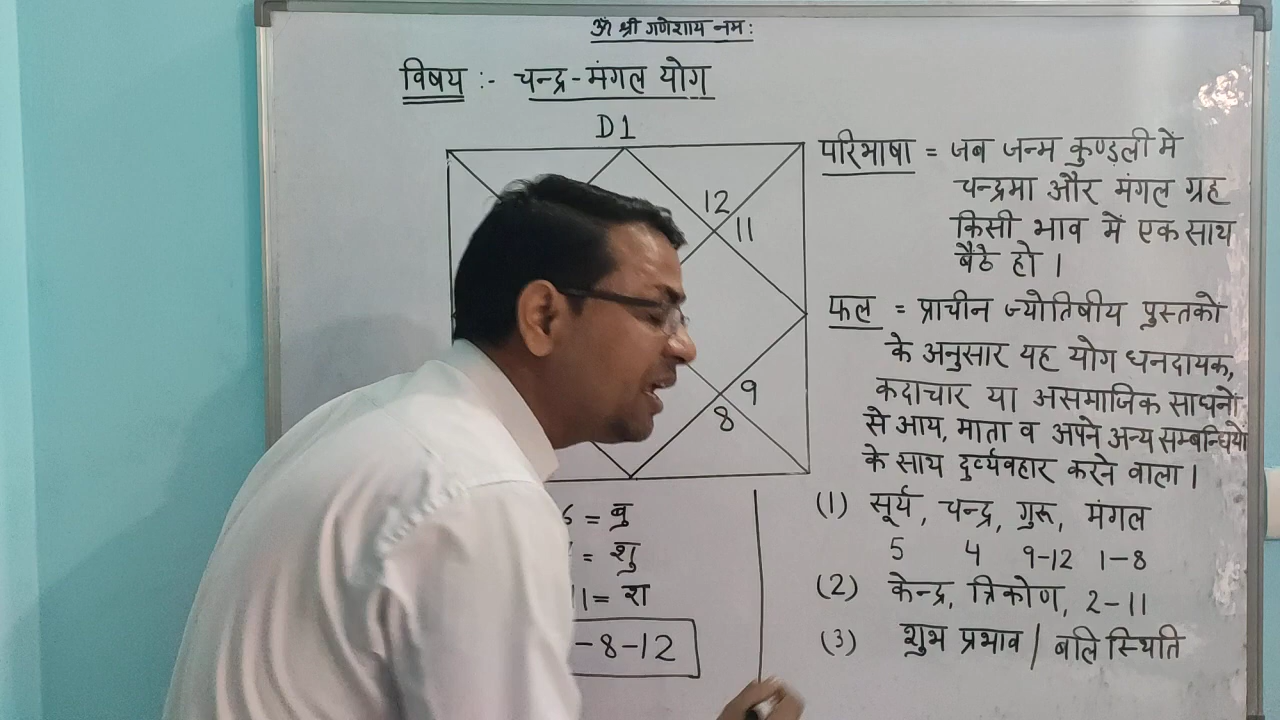 ॐ श्री गणेशाय नमः
विषय :- चन्द्र-मंगल योग
D1
12
11
9
8
परिभाषा = जब जन्म कुण्डली में
चन्द्रमा और मंगल ग्रह
किसी भाव में एक साथ
बैठे हो ।
फल = प्राचीन ज्योतिषीय पुस्तको
के अनुसार यह योग धनदायक,
कदाचार या असमाजिक साधनो
से आय, माता व अपने अन्य सम्बन्धियो
के साथ दुर्व्यवहार करने वाला ।
(1) सूर्य, चन्द्र, गुरू, मंगल
5 4 9-12 1-8
(2) केन्द्र, त्रिकोण, 2-11
(3) शुभ प्रभाव / बलि स्थिति
6 = बु
= शु
11 = रा
-8-12